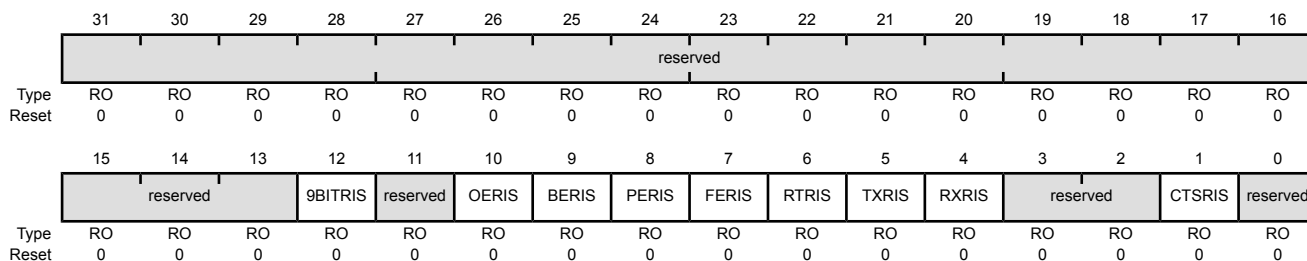 31 30 29 28 27 26 25 24 23 22 21 20 19 18 17 16
reserved
Type RO RO RO RO RO RO RO RO RO RO RO RO RO RO RO RO
Reset 0 0 0 0 0 0 0 0 0 0 0 0 0 0 0 0
15 14 13 12 11 10 9 8 7 6 5 4 3 2 1 0
reserved 9BITRIS reserved OERIS BERIS PERIS FERIS RTRIS TXRIS RXRIS reserved CTSRIS reserved
Type RO RO RO RO RO RO RO RO RO RO RO RO RO RO RO RO
Reset 0 0 0 0 0 0 0 0 0 0 0 0 0 0 0 0